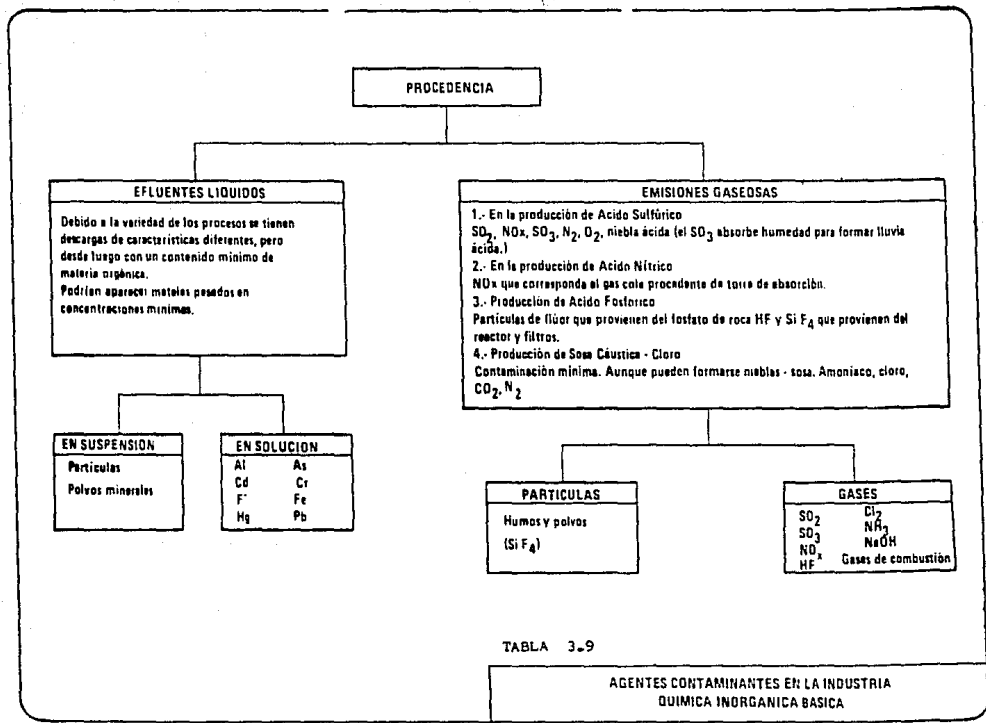 PROCEDENCIA
EFLUENTES LIQUIDOS
Debido a la variedad de los procesos se tienen
descargas de características diferentes, pero
desde luego con un contenido mínimo de
materia orgánica.
Podrían aparecer metales pesados en
concentraciones mínimas.
EMISIONES GASEOSAS
1.- En la producción de Acido Sulfúrico
SO2, NOx, SO3, N2, O2, niebla ácida (el SO3 absorbe humedad para formar lluvia
ácida.)
2.- En la producción de Acido Nítrico
NOx que corresponde al gas cola procedente de torre de absorción.
3.- Producción de Acido Fosforico
Partículas de flúor que provienen del fosfato de roca HF y Si F4 que provienen del
reactor y filtros.
4.- Producción de Sosa Cáustica - Cloro
Contaminación mínima. Aunque pueden formarse nieblas - sosa. Amoniaco, cloro,
CO2, N2
EN SUSPENSION
Partículas
Polvos minerales
EN SOLUCION
Al As
Cd Cr
F- Fe
Hg Pb
PARTICULAS
Humos y polvos
(Si F4)
GASES
SO2 Cl2
SO3 NH3
NOx NaOH
HF Gases de combustión
TABLA 3.9
AGENTES CONTAMINANTES EN LA INDUSTRIA
QUIMICA INORGANICA BASICA